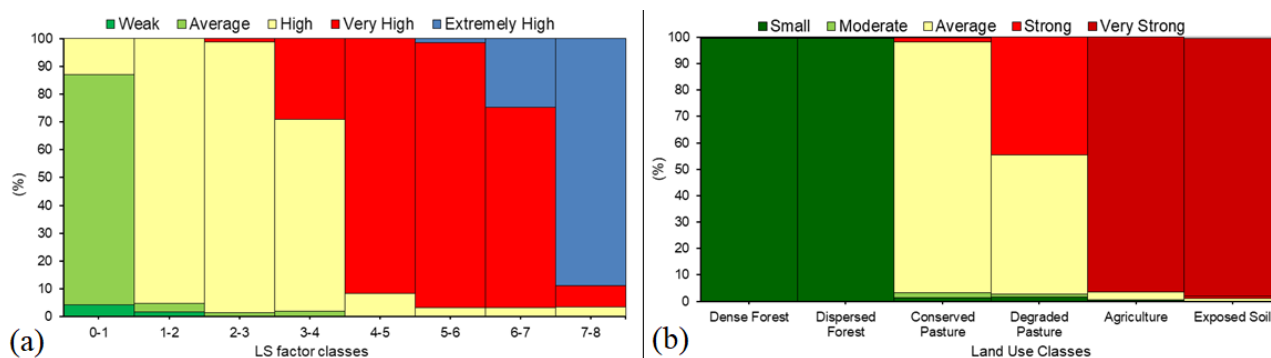 Weak Average High Very High Extremely High
100
90
80
70
60
50
40
30
20
10
0
(%)
0-1 1-2 2-3 3-4 4-5 5-6 6-7 7-8
LS factor classes
(a)
Small Moderate Average Strong Very Strong
100
90
80
70
60
50
40
30
20
10
0
(%)
Dense Forest Dispersed Conserved Degraded Agriculture Exposed Soil
Forest Pasture Pasture
Land Use Classes
(b)